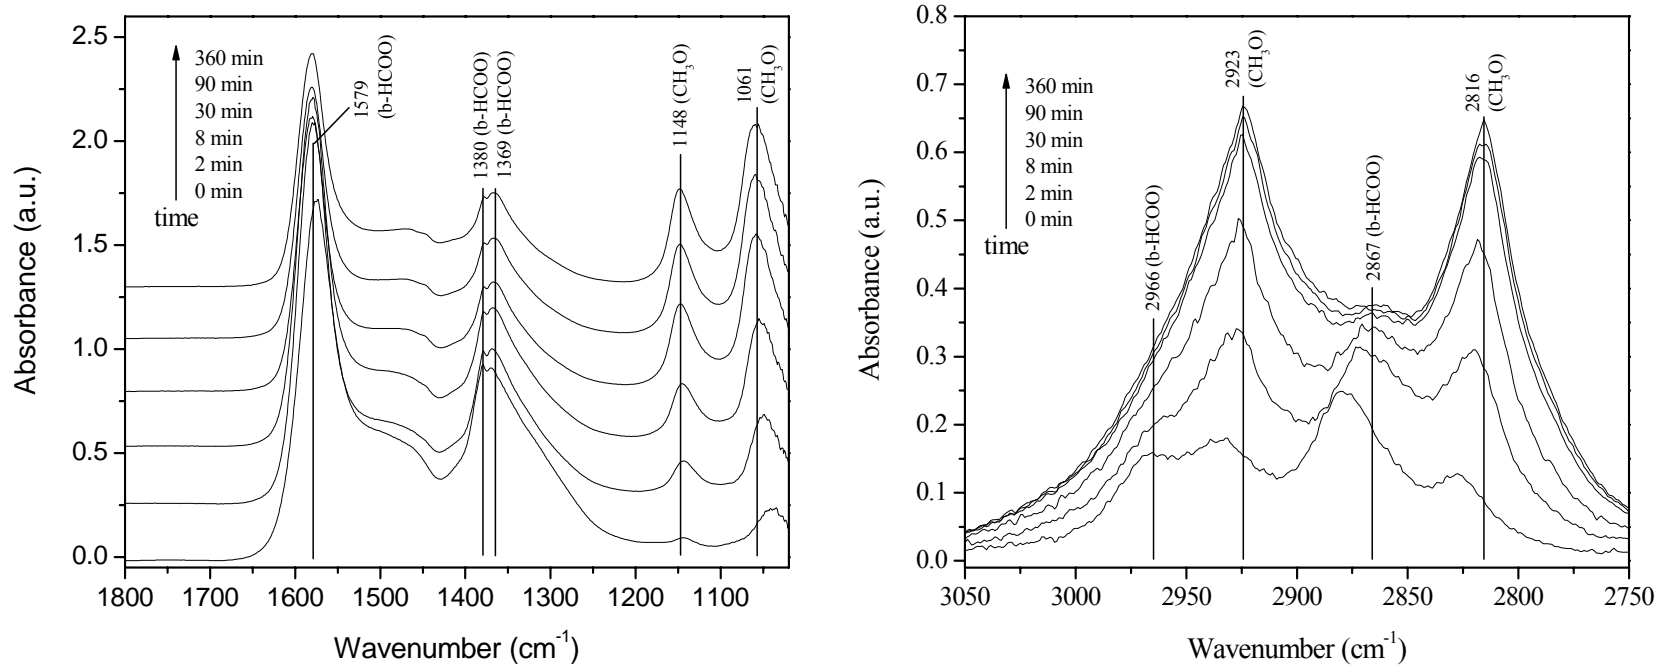 2.5
2.0
1.5
1.0
0.5
0.0
Absorbance (a.u.)
360 min
90 min
30 min
8 min
2 min
0 min
time
1579
(b-HCOO)
1380 (b-HCOO)
1369 (b-HCOO)
1148 (CH3O)
1061
(CH3O)
1800
1700
1600
1500
1400
1300
1200
1100
Wavenumber (cm-1)
0.8
0.7
0.6
0.5
0.4
0.3
0.2
0.1
0.0
Absorbance (a.u.)
360 min
90 min
30 min
8 min
2 min
0 min
time
2966 (b-HCOO)
2923
(CH3O)
2867 (b-HCOO)
2816
(CH3O)
3050
3000
2950
2900
2850
2800
2750
Wavenumber (cm-1)